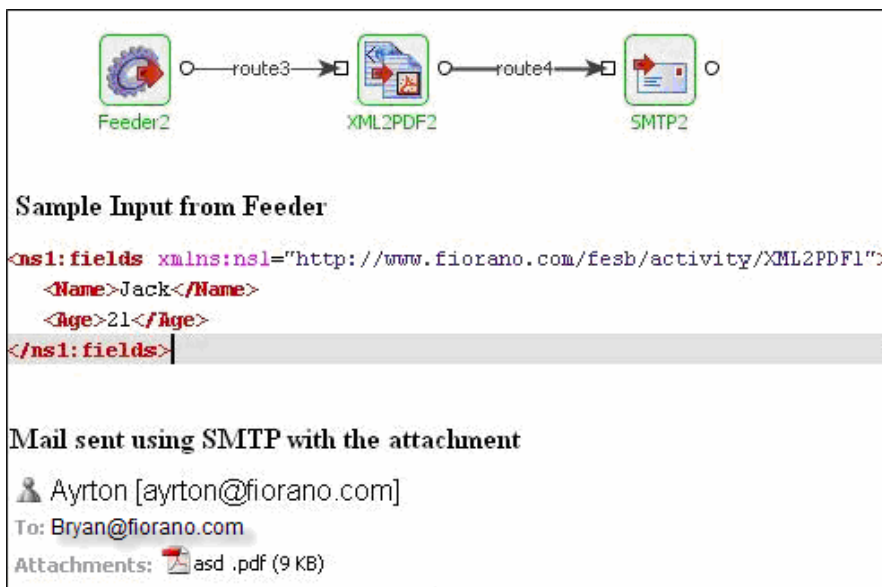 route3 route4
Feeder2 XML2PDF2 SMTP2
Sample Input from Feeder
<ns1:fields xmlns:ns1="http://www.fiorano.com/fesb/activity/XML2PDF1">
<Name>Jack</Name>
<Age>21</Age>
</ns1:fields>
Mail sent using SMTP with the attachment
Ayrton [ayrton@fiorano.com]
To: Bryan@fiorano.com
Attachments: asd .pdf (9 KB)